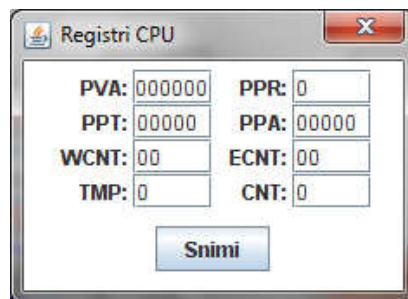 Registri CPU
PVA: 000000 PPR: 0
PPT: 00000 PPA: 00000
WCNT: 00 ECNT: 00
TMP: 0 CNT: 0
Snimi